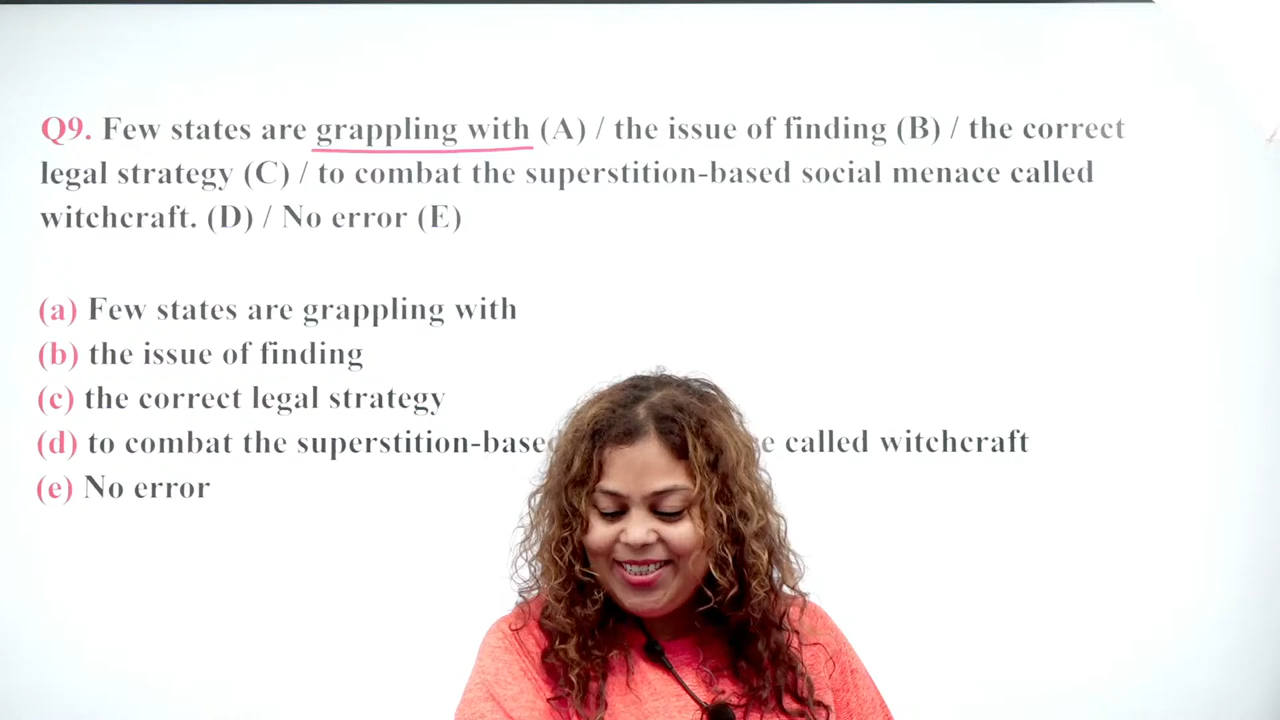 Q9. Few states are grappling with (A) / the issue of finding (B) / the correct
legal strategy (C) / to combat the superstition-based social menace called
witchcraft. (D) / No error (E)
(a) Few states are grappling with
(b) the issue of finding
(c) the correct legal strategy
(d) to combat the superstition-base e called witchcraft
(e) No error